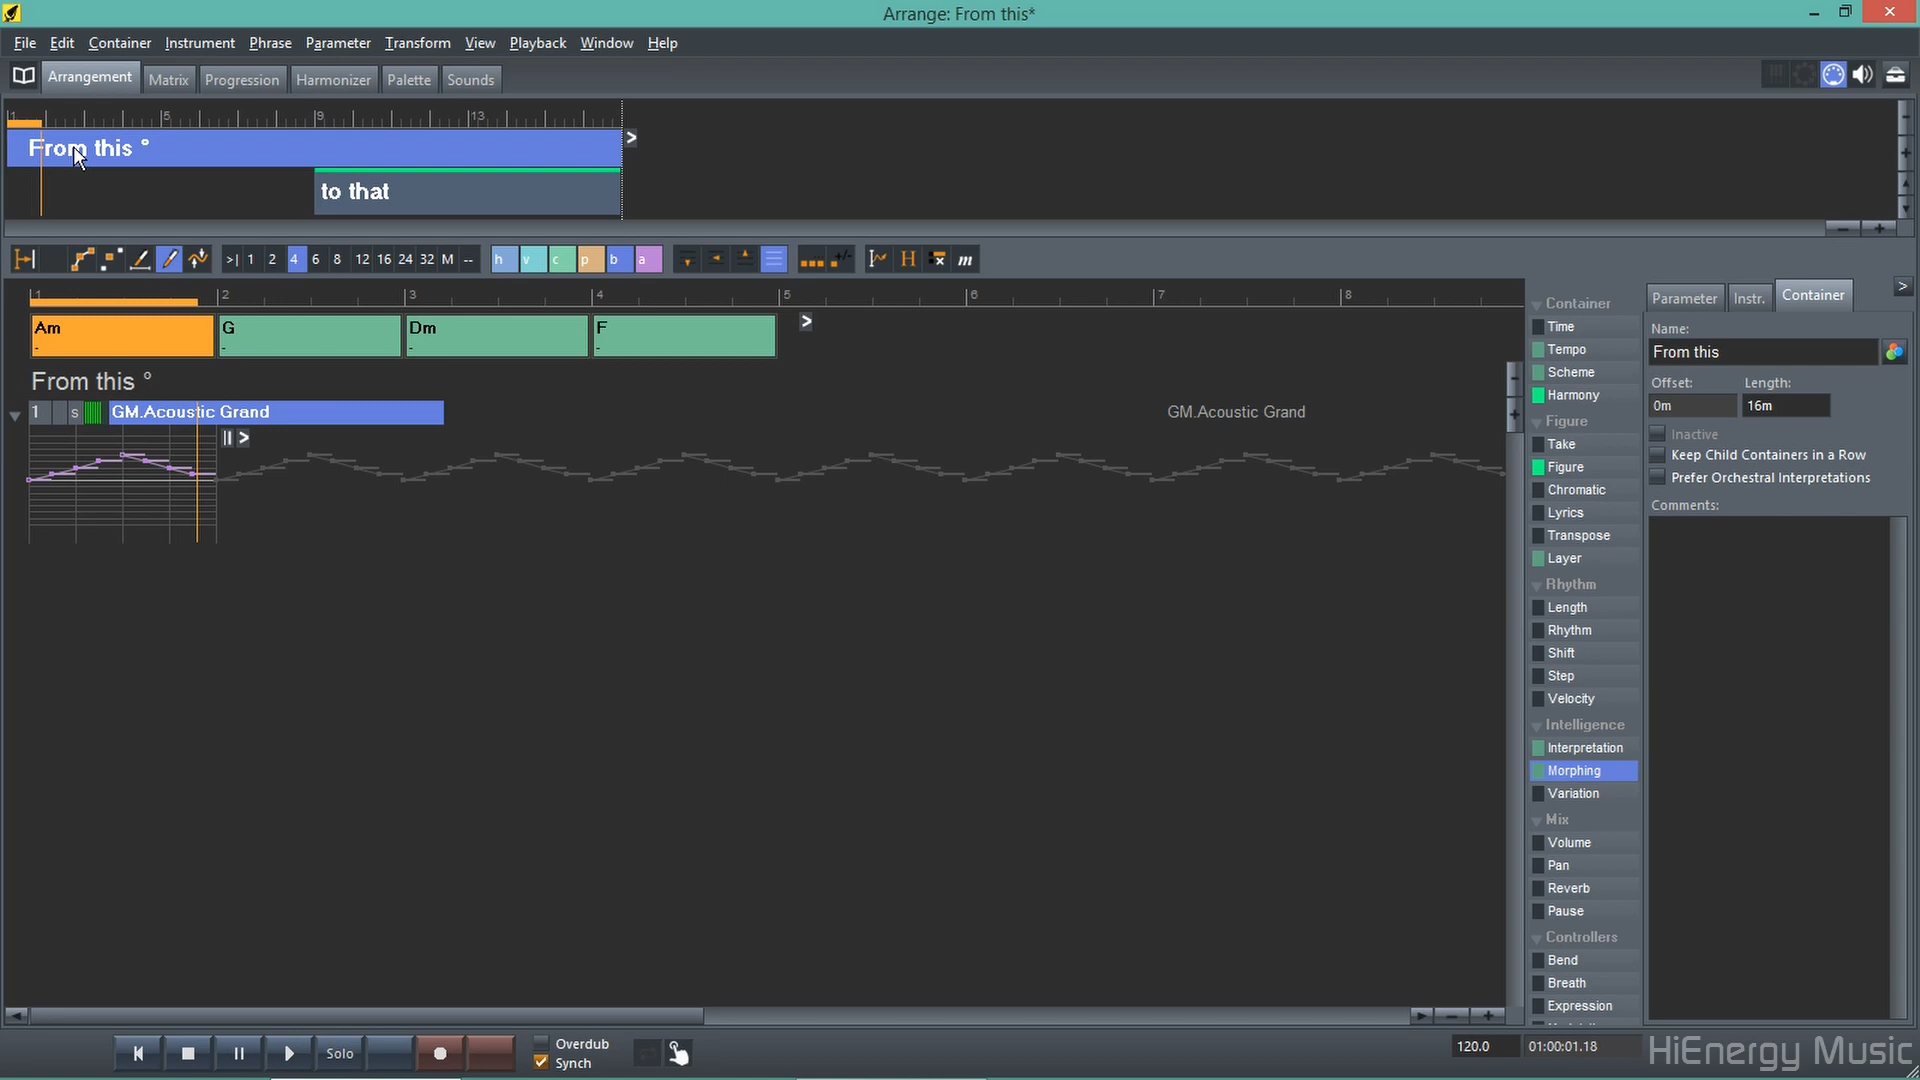 Arrange: From this*
File Edit Container Instrument Phrase Parameter Transform View Playback Window Help
Arrangement Matrix Progression Harmonizer Palette Sounds
1 5 9 13
From this °
to that
>| 1 2 4 6 8 12 16 24 32 M -- h v c p b a H m
1 2 3 4 5 6 7 8
Am G Dm F
- - - -
From this °
1 s GM.Acoustic Grand GM.Acoustic Grand
Container
Time
Tempo
Scheme
Harmony
Figure
Take
Figure
Chromatic
Lyrics
Transpose
Layer
Rhythm
Length
Rhythm
Shift
Step
Velocity
Intelligence
Interpretation
Morphing
Variation
Mix
Volume
Pan
Reverb
Pause
Controllers
Bend
Breath
Expression
Parameter Instr. Container
Name:
From this
Offset: Length:
0m 16m
Inactive
Keep Child Containers in a Row
Prefer Orchestral Interpretations
Comments:
Solo
Overdub
Synch
120.0 01:00:01.18
HiEnergy Music